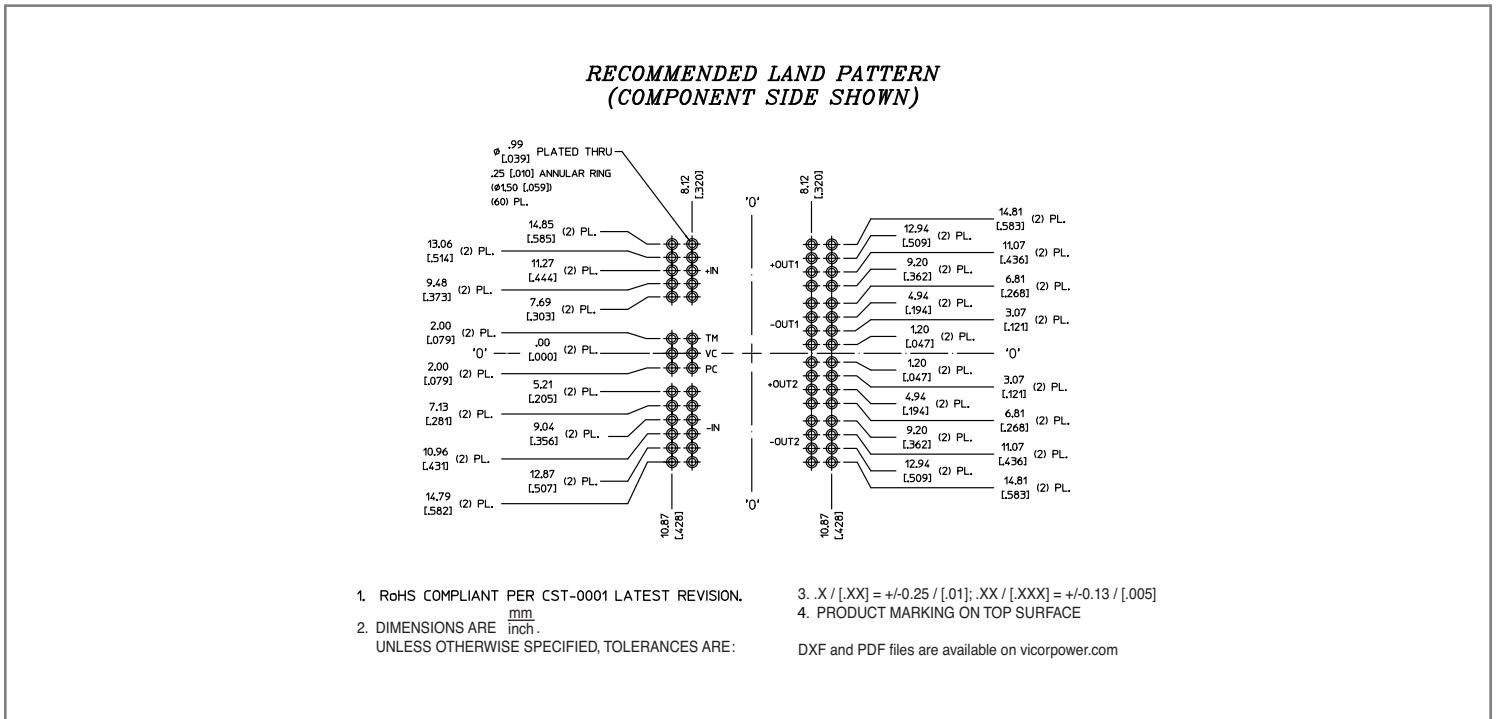 RECOMMENDED LAND PATTERN
(COMPONENT SIDE SHOWN)
ø .99 [.039] PLATED THRU
.25 [.010] ANNULAR RING
(ø1.50 [.059])
(60) PL.
8.12 [.320]
'0'
8.12 [.320]
14.85 [.585] (2) PL.
13.06 [.514] (2) PL.
11.27 [.444] (2) PL.
9.48 [.373] (2) PL.
7.69 [.303] (2) PL.
2.00 [.079] (2) PL.
'0'
.00 [.000] (2) PL.
2.00 [.079] (2) PL.
5.21 [.205] (2) PL.
7.13 [.281] (2) PL.
9.04 [.356] (2) PL.
10.96 [.431] (2) PL.
12.87 [.507] (2) PL.
14.79 [.582] (2) PL.
+IN
TM
VC
PC
-IN
10.87 [.428]
'0'
10.87 [.428]
+OUT1
-OUT1
+OUT2
-OUT2
14.81 [.583] (2) PL.
12.94 [.509] (2) PL.
11.07 [.436] (2) PL.
9.20 [.362] (2) PL.
6.81 [.268] (2) PL.
4.94 [.194] (2) PL.
3.07 [.121] (2) PL.
1.20 [.047] (2) PL.
'0'
1.20 [.047] (2) PL.
3.07 [.121] (2) PL.
4.94 [.194] (2) PL.
6.81 [.268] (2) PL.
9.20 [.362] (2) PL.
11.07 [.436] (2) PL.
12.94 [.509] (2) PL.
14.81 [.583] (2) PL.
1. RoHS COMPLIANT PER CST-0001 LATEST REVISION.
2. DIMENSIONS ARE mm/inch.
UNLESS OTHERWISE SPECIFIED, TOLERANCES ARE:
3. .X / [.XX] = +/-0.25 / [.01]; .XX / [.XXX] = +/-0.13 / [.005]
4. PRODUCT MARKING ON TOP SURFACE
DXF and PDF files are available on vicorpower.com